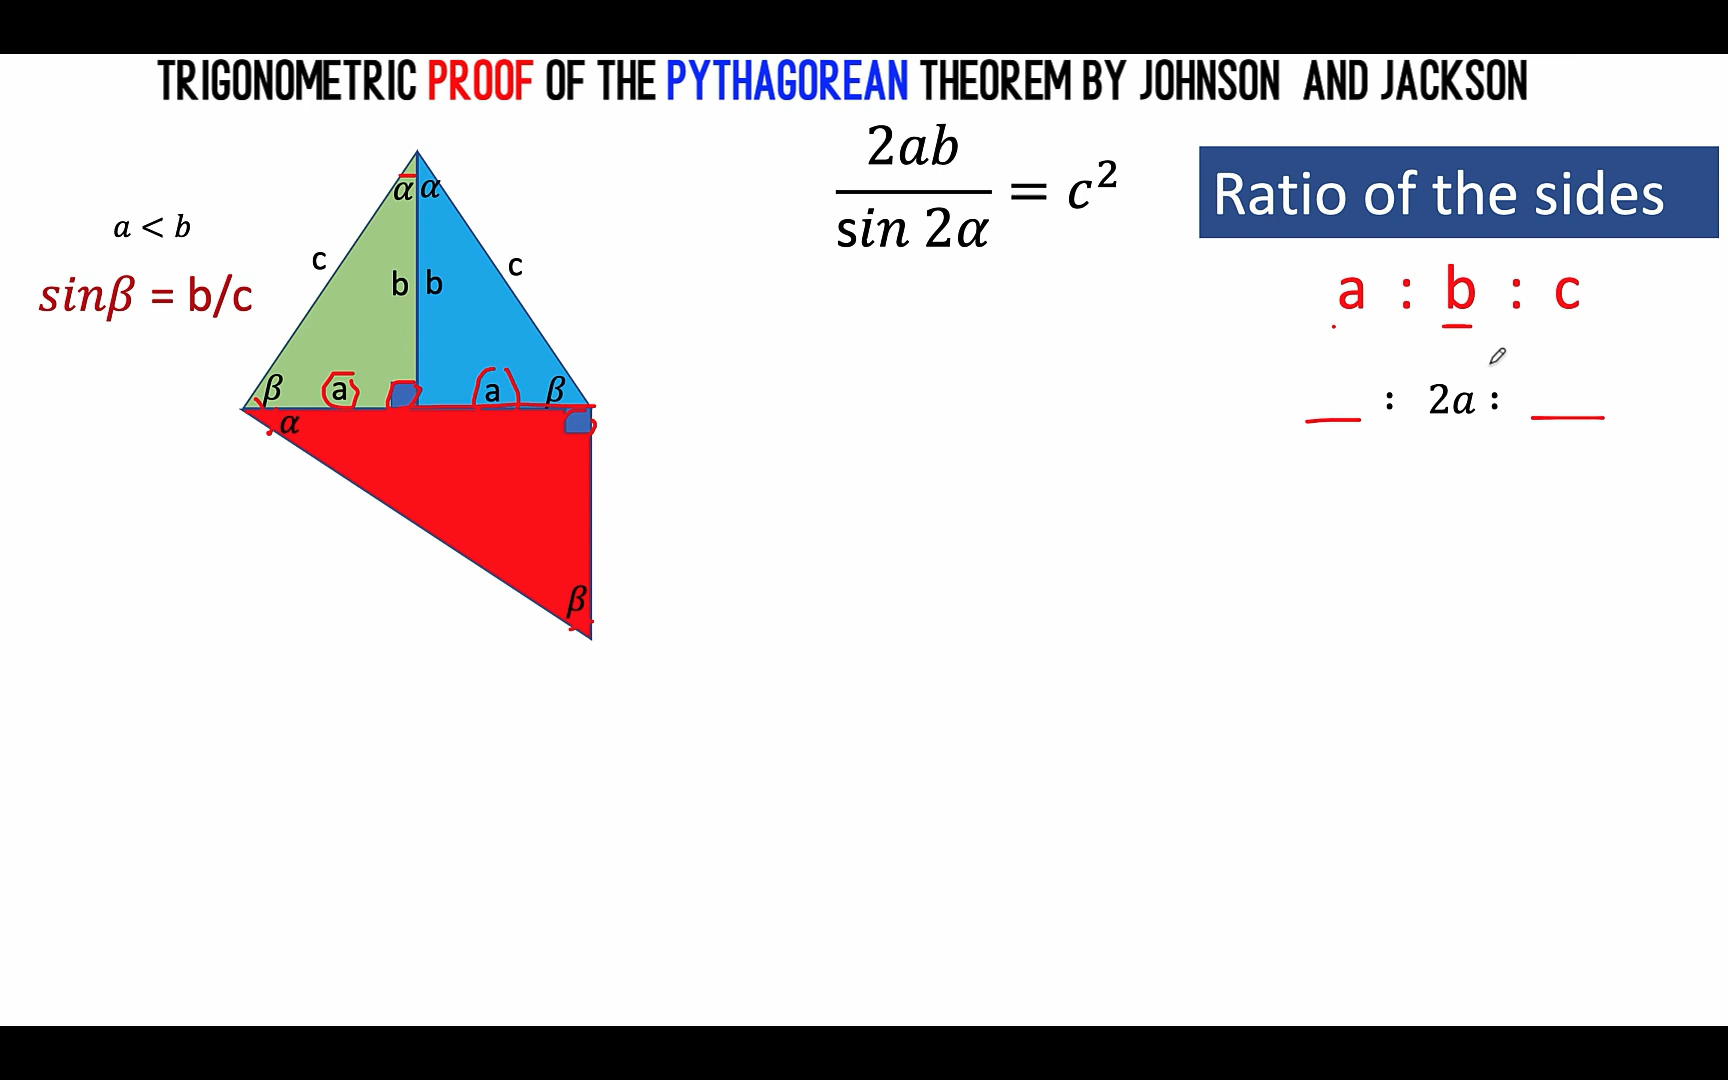 TRIGONOMETRIC PROOF OF THE PYTHAGOREAN THEOREM BY JOHNSON AND JACKSON
2ab
sin 2α
= c²
Ratio of the sides
a < b
sinβ = b/c
α α
c c
b b
β a a β
α
β
a : b : c
__ : 2a : __